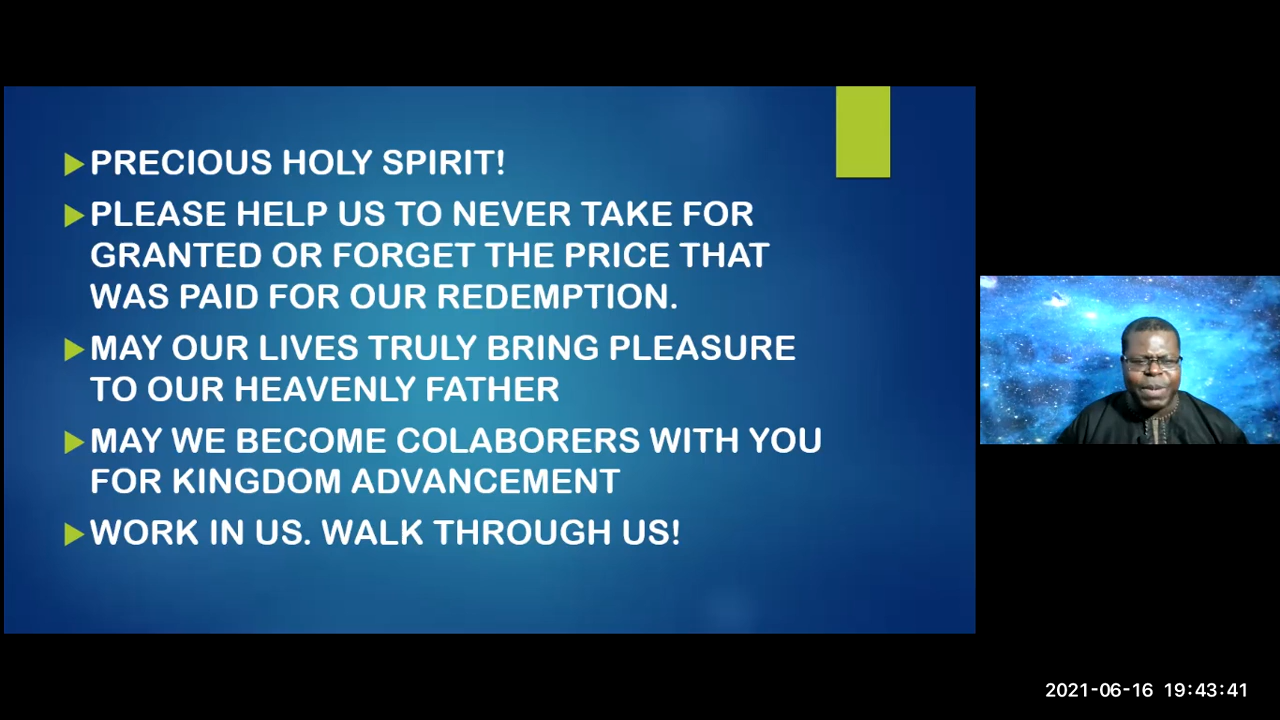 PRECIOUS HOLY SPIRIT!
PLEASE HELP US TO NEVER TAKE FOR
GRANTED OR FORGET THE PRICE THAT
WAS PAID FOR OUR REDEMPTION.
MAY OUR LIVES TRULY BRING PLEASURE
TO OUR HEAVENLY FATHER
MAY WE BECOME COLABORERS WITH YOU
FOR KINGDOM ADVANCEMENT
WORK IN US. WALK THROUGH US!
2021-06-16 19:43:41